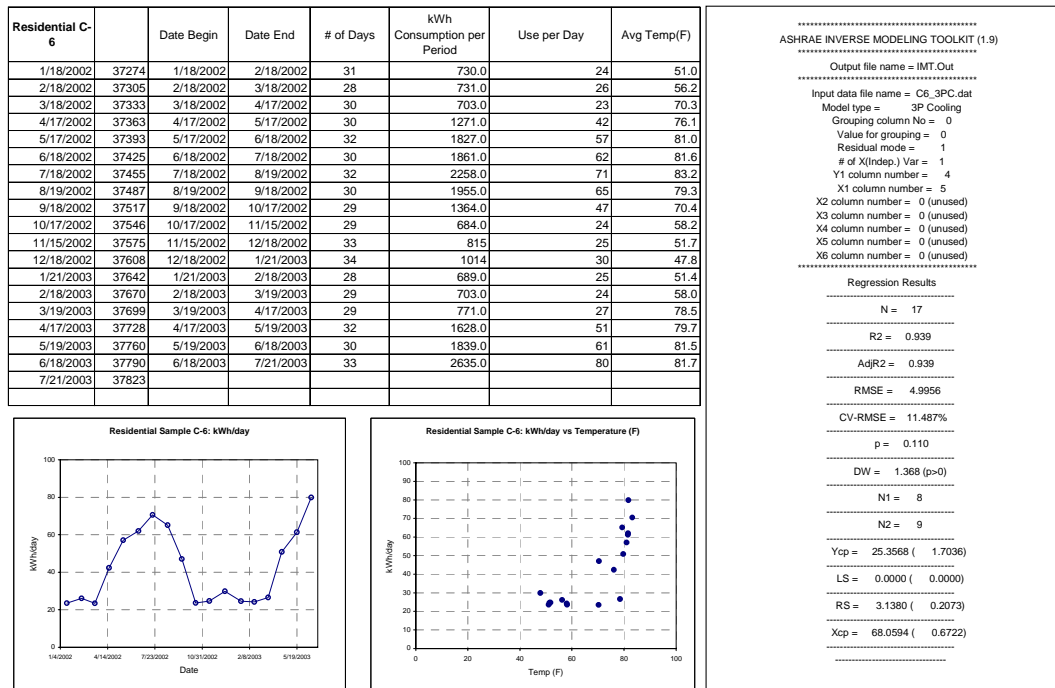 Residential C-6 Date Begin Date End # of Days kWh Consumption per Period Use per Day Avg Temp(F)
1/18/2002 37274 1/18/2002 2/18/2002 31 730.0 24 51.0
2/18/2002 37305 2/18/2002 3/18/2002 28 731.0 26 56.2
3/18/2002 37333 3/18/2002 4/17/2002 30 703.0 23 70.3
4/17/2002 37363 4/17/2002 5/17/2002 30 1271.0 42 76.1
5/17/2002 37393 5/17/2002 6/18/2002 32 1827.0 57 81.0
6/18/2002 37425 6/18/2002 7/18/2002 30 1861.0 62 81.6
7/18/2002 37455 7/18/2002 8/19/2002 32 2258.0 71 83.2
8/19/2002 37487 8/19/2002 9/18/2002 30 1955.0 65 79.3
9/18/2002 37517 9/18/2002 10/17/2002 29 1364.0 47 70.4
10/17/2002 37546 10/17/2002 11/15/2002 29 684.0 24 58.2
11/15/2002 37575 11/15/2002 12/18/2002 33 815 25 51.7
12/18/2002 37608 12/18/2002 1/21/2003 34 1014 30 47.8
1/21/2003 37642 1/21/2003 2/18/2003 28 689.0 25 51.4
2/18/2003 37670 2/18/2003 3/19/2003 29 703.0 24 58.0
3/19/2003 37699 3/19/2003 4/17/2003 29 771.0 27 78.5
4/17/2003 37728 4/17/2003 5/19/2003 32 1628.0 51 79.7
5/19/2003 37760 5/19/2003 6/18/2003 30 1839.0 61 81.5
6/18/2003 37790 6/18/2003 7/21/2003 33 2635.0 80 81.7
7/21/2003 37823
Residential Sample C-6: kWh/day
100
80
60
40
20
0
kWh/day
1/4/2002 4/14/2002 7/23/2002 10/31/2002 2/8/2003 5/19/2003
Date
Residential Sample C-6: kWh/day vs Temperature (F)
100
90
80
70
60
50
40
30
20
10
0
kWh/day
0 20 40 60 80 100
Temp (F)
********************************************
ASHRAE INVERSE MODELING TOOLKIT (1.9)
********************************************
Output file name = IMT.Out
********************************************
Input data file name = C6_3PC.dat
Model type = 3P Cooling
Grouping column No = 0
Value for grouping = 0
Residual mode = 1
# of X(Indep.) Var = 1
Y1 column number = 4
X1 column number = 5
X2 column number = 0 (unused)
X3 column number = 0 (unused)
X4 column number = 0 (unused)
X5 column number = 0 (unused)
X6 column number = 0 (unused)
********************************************
Regression Results
--------------------------------------
N = 17
--------------------------------------
R2 = 0.939
--------------------------------------
AdjR2 = 0.939
--------------------------------------
RMSE = 4.9956
--------------------------------------
CV-RMSE = 11.487%
--------------------------------------
p = 0.110
--------------------------------------
DW = 1.368 (p>0)
--------------------------------------
N1 = 8
--------------------------------------
N2 = 9
--------------------------------------
Ycp = 25.3568 ( 1.7036)
--------------------------------------
LS = 0.0000 ( 0.0000)
--------------------------------------
RS = 3.1380 ( 0.2073)
--------------------------------------
Xcp = 68.0594 ( 0.6722)
--------------------------------------
---------------------------------